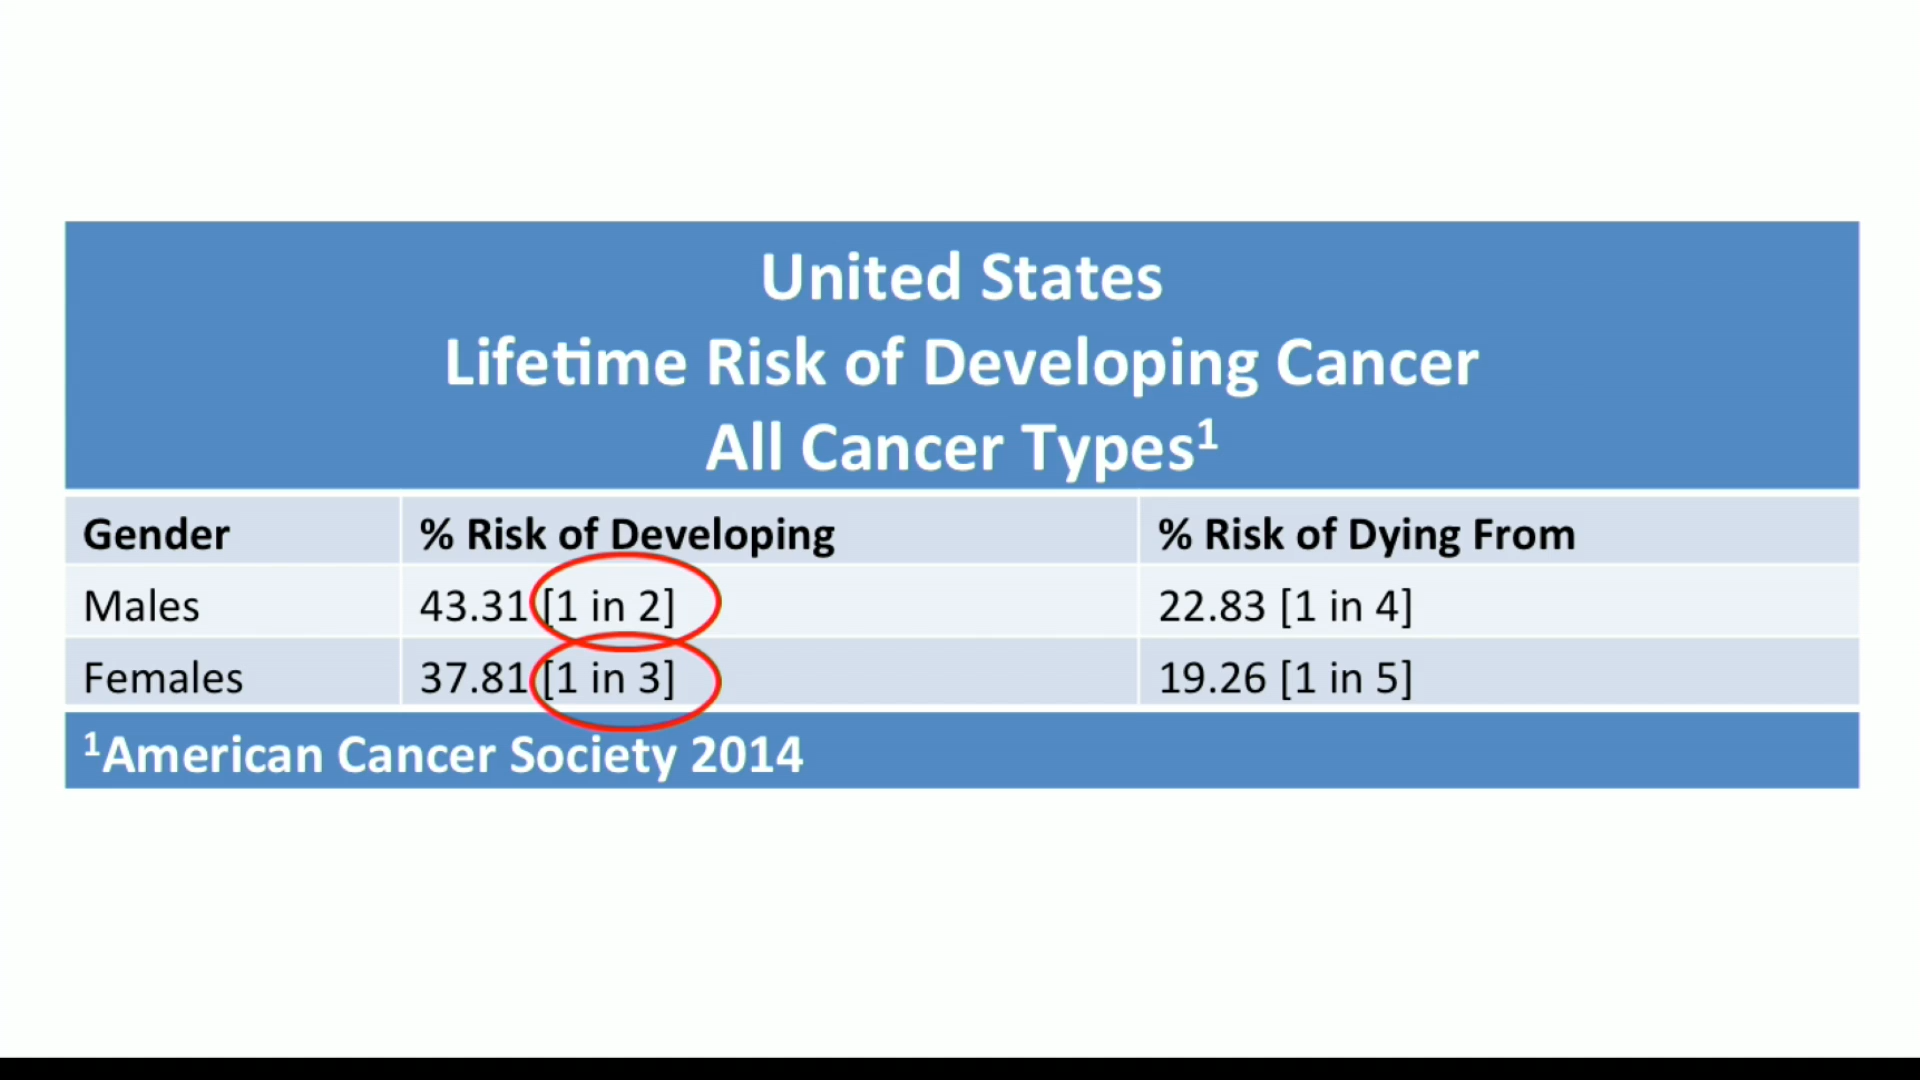 United States
Lifetime Risk of Developing Cancer
All Cancer Types¹
Gender % Risk of Developing % Risk of Dying From
Males 43.31 [1 in 2] 22.83 [1 in 4]
Females 37.81 [1 in 3] 19.26 [1 in 5]
¹American Cancer Society 2014